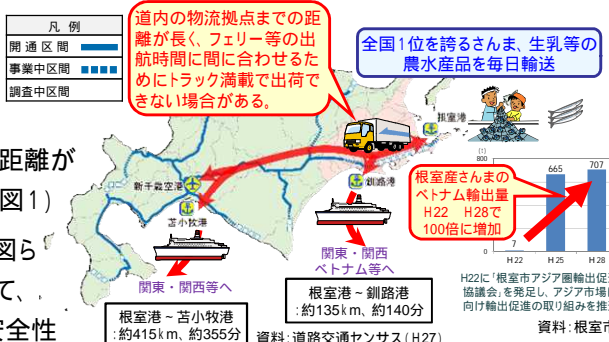 凡 例
開通区間
事業中区間
調査中区間
道内の物流拠点までの距
離が長く、フェリー等の出
航時間に間に合わせるた
めにトラック満載で出荷で
きない場合がある。
全国1位を誇るさんま、生乳等の
農水産品を毎日輸送
距離が
図1)
図ら
て、
安全性
新千歳空港
苫小牧港
釧路港
根室港
関東・関西等へ
関東・関西
ベトナム等へ
根室港~苫小牧港
:約415km、約355分
根室港~釧路港
:約135km、約140分
資料:道路交通センサス(H27)
(t)
800
0
7
665
707
H22
H25
H28
根室産さんまの
ベトナム輸出量
H22 H28で
100倍に増加
H22に「根室市アジア圏輸出促
協議会」を発足し、アジア市場
向け輸出促進の取り組みを推
資料:根室市